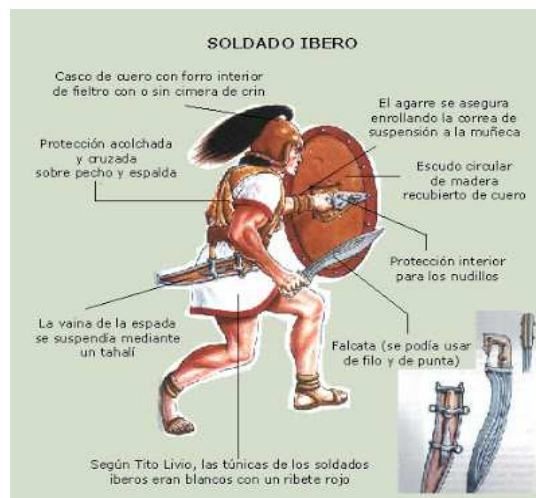 SOLDADO IBERO
Casco de cuero con forro interior
de fieltro con o sin cimera de crin
El agarre se asegura
enrollando la correa de
suspensión a la muñeca
Protección acolchada
y cruzada
sobre pecho y espalda
Escudo circular
de madera
recubierto de cuero
Protección interior
para los nudillos
La vaina de la espada
se suspendía mediante
un tahalí
Falcata (se podía usar
de filo y de punta)
Según Tito Livio, las túnicas de los soldados
iberos eran blancos con un ribete rojo